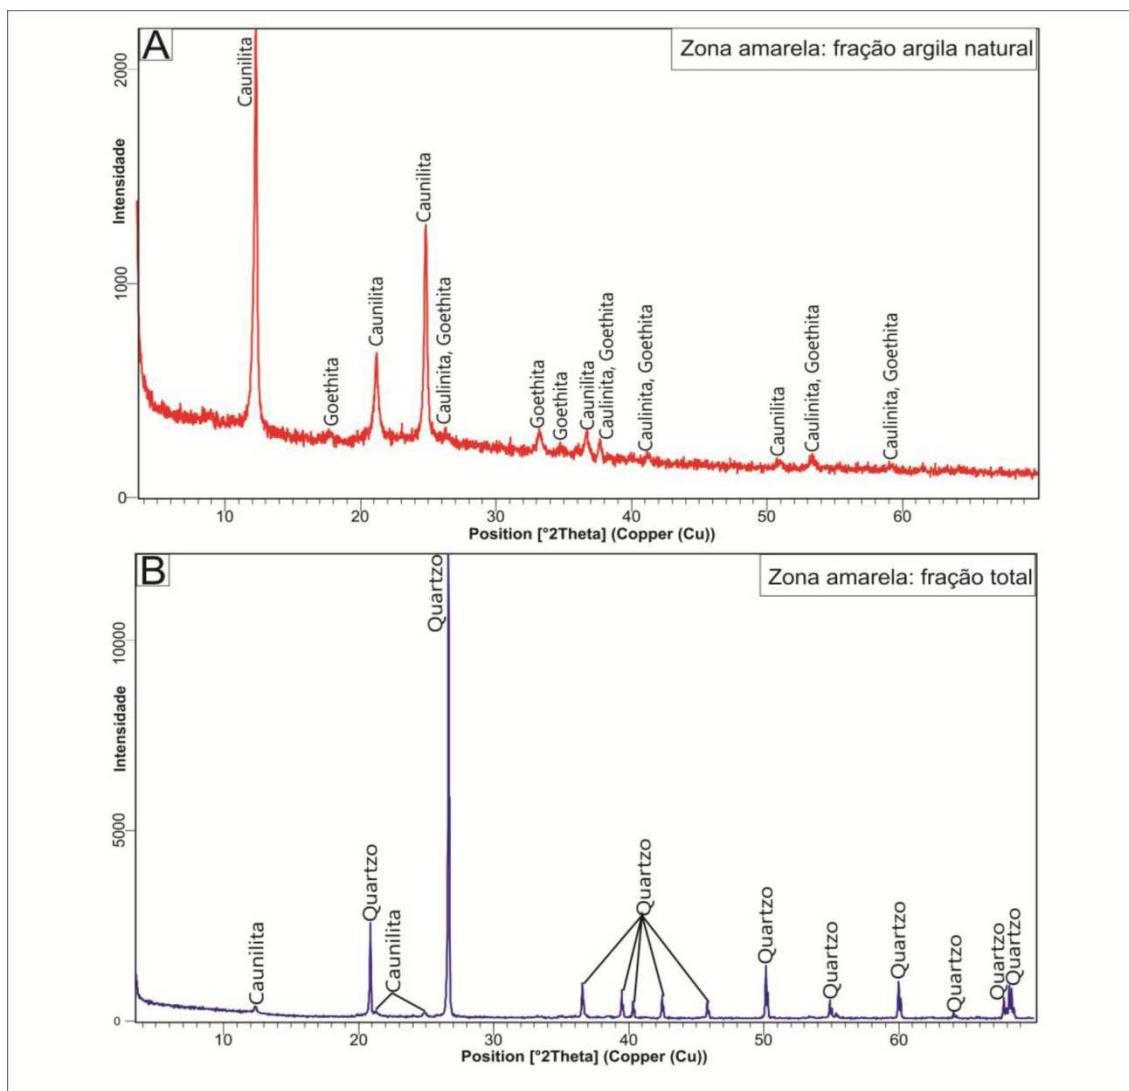 A
Zona amarela: fração argila natural
Intensidade
2000
1000
0
Caunilita
Goethita
Caunilita
Caunilita
Caulinita, Goethita
Goethita
Goethita
Caunilita
Caulinita, Goethita
Caulinita, Goethita
Caunilita
Caulinita, Goethita
Caulinita, Goethita
10 20 30 40 50 60
Position [°2Theta] (Copper (Cu))
B
Zona amarela: fração total
Intensidade
10000
5000
0
Caunilita
Quartzo
Caunilita
Quartzo
Quartzo
Quartzo
Quartzo
Quartzo
Quartzo
Quartzo
Quartzo
10 20 30 40 50 60
Position [°2Theta] (Copper (Cu))